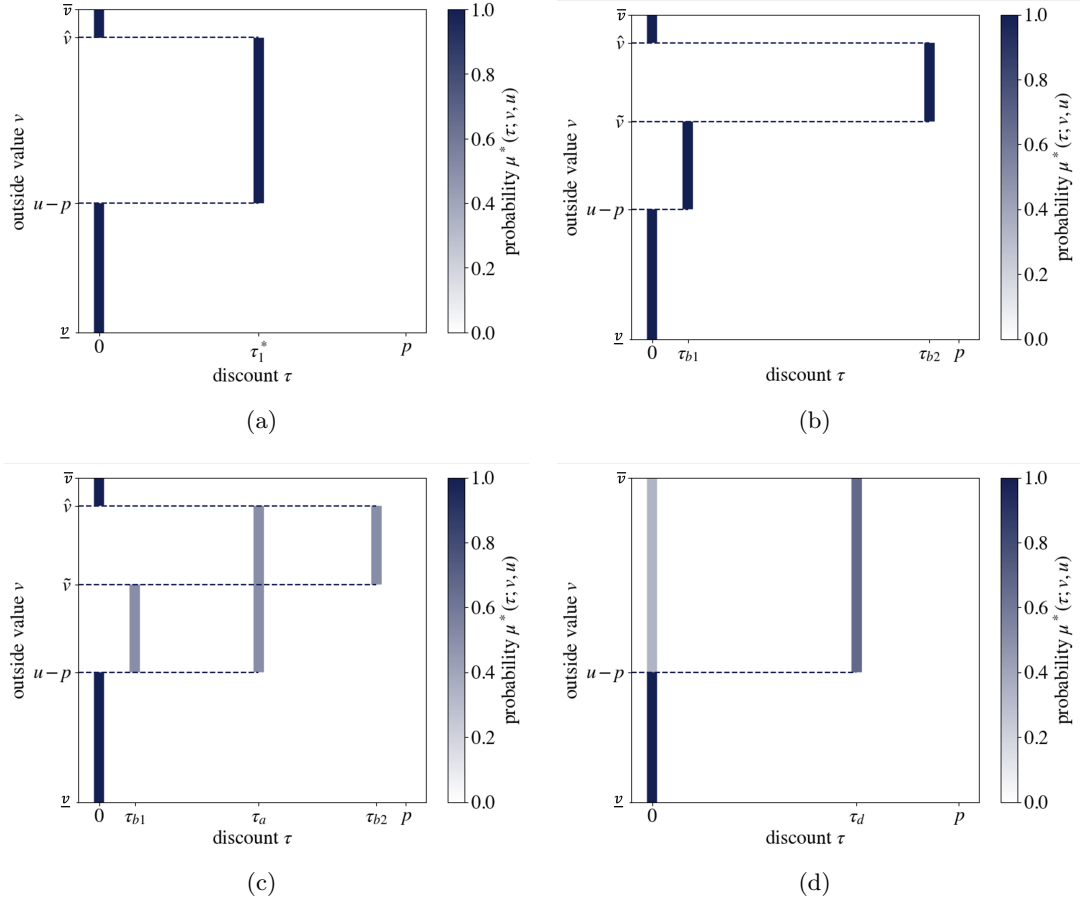 v̅
v̂
u − p
v̲
outside value v
0
τ₁*
p
discount τ
1.0
0.8
0.6
0.4
0.2
0.0
probability μ*(τ; v, u)
(a)
v̅
v̂
ṽ
u − p
v̲
outside value v
0
τb1
τb2
p
discount τ
1.0
0.8
0.6
0.4
0.2
0.0
probability μ*(τ; v, u)
(b)
v̅
v̂
ṽ
u − p
v̲
outside value v
0
τb1
τa
τb2
p
discount τ
1.0
0.8
0.6
0.4
0.2
0.0
probability μ*(τ; v, u)
(c)
v̅
u − p
v̲
outside value v
0
τd
p
discount τ
1.0
0.8
0.6
0.4
0.2
0.0
probability μ*(τ; v, u)
(d)